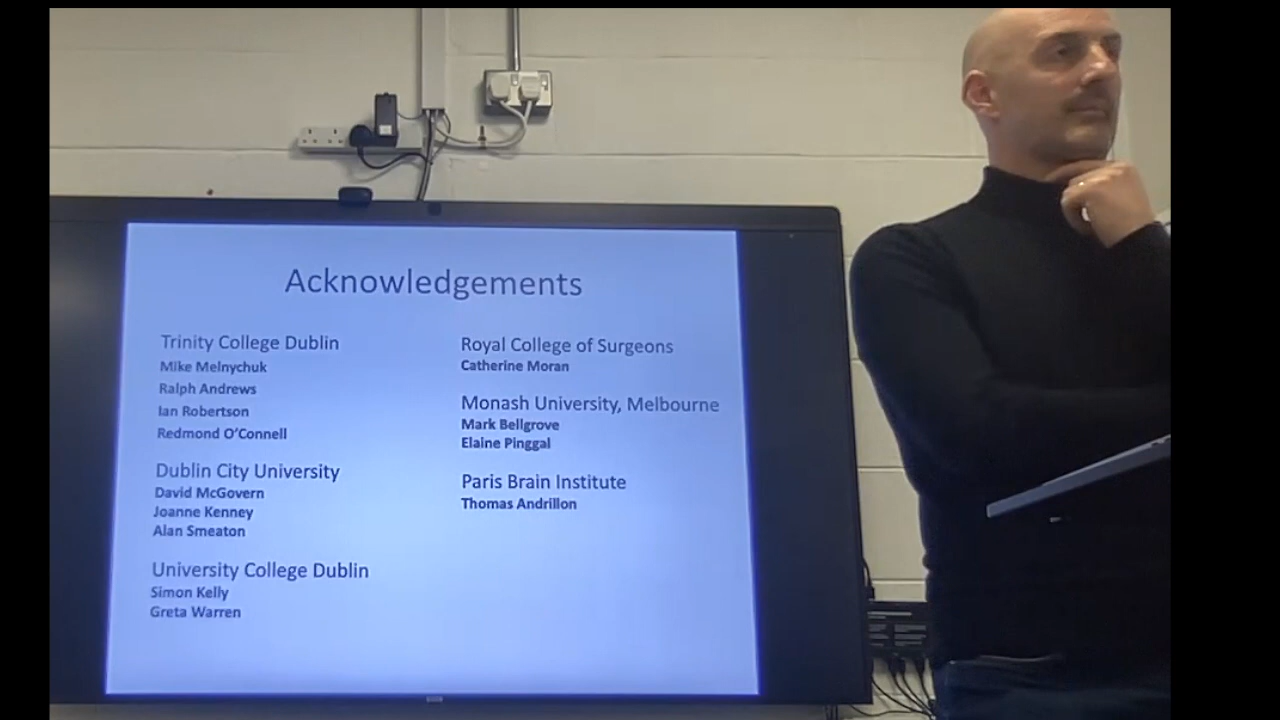 Acknowledgements
Trinity College Dublin
Mike Melnychuk
Ralph Andrews
Ian Robertson
Redmond O'Connell
Dublin City University
David McGovern
Joanne Kenney
Alan Smeaton
University College Dublin
Simon Kelly
Greta Warren
Royal College of Surgeons
Catherine Moran
Monash University, Melbourne
Mark Bellgrove
Elaine Pinggal
Paris Brain Institute
Thomas Andrillon